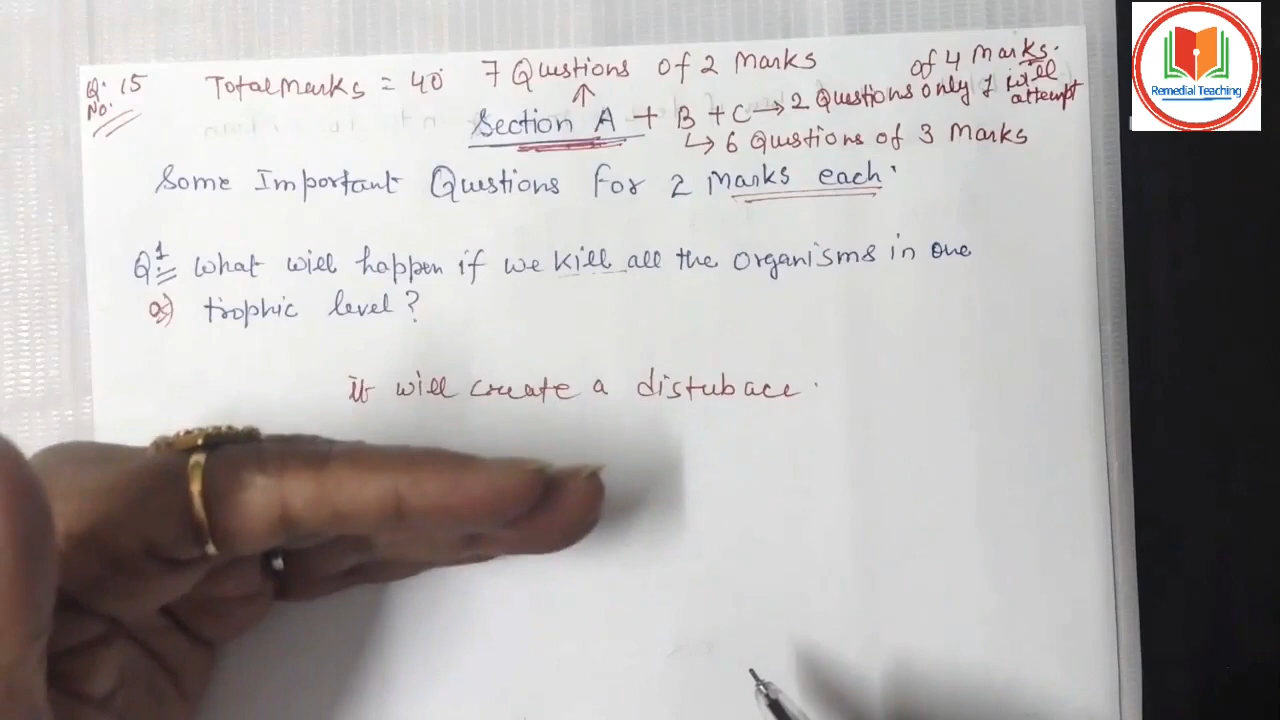 Q. 15
No:
Total Marks = 40
7 Questions of 2 Marks
of 4 Marks.
Section A + B + C → 2 Questions only 1 will
attempt
↳ 6 Questions of 3 Marks
Some Important Questions for 2 Marks each.
Q1 What will happen if we kill all the organisms in one
a) trophic level?
it will create a distubace.
Remedial Teaching